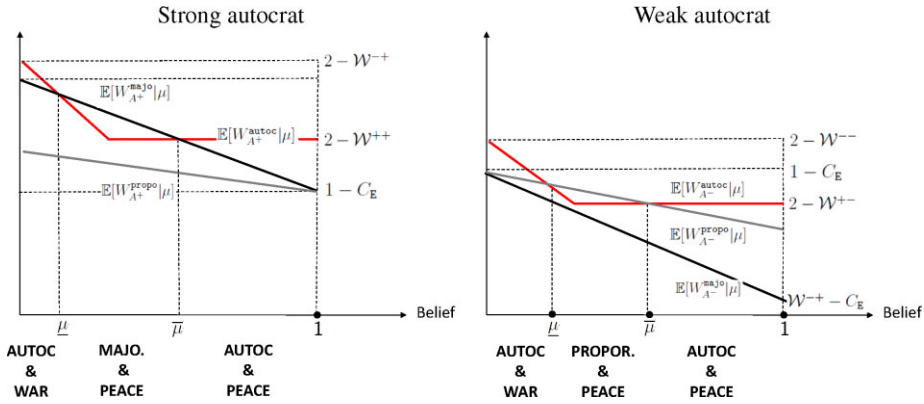 Strong autocrat
Weak autocrat
2 − 𝒲⁻⁺
𝔼[W^majo_A+|μ]
𝔼[W^autoc_A+|μ]
2 − 𝒲⁺⁺
𝔼[W^propo_A+|μ]
1 − C_E
Belief
μ̲
μ̅
1
AUTOC
&
WAR
MAJO.
&
PEACE
AUTOC
&
PEACE
2 − 𝒲⁻⁻
1 − C_E
𝔼[W^autoc_A−|μ]
2 − 𝒲⁺⁻
𝔼[W^propo_A−|μ]
𝔼[W^majo_A−|μ]
𝒲⁻⁺ − C_E
Belief
μ̲
μ̅
1
AUTOC
&
WAR
PROPOR.
&
PEACE
AUTOC
&
PEACE